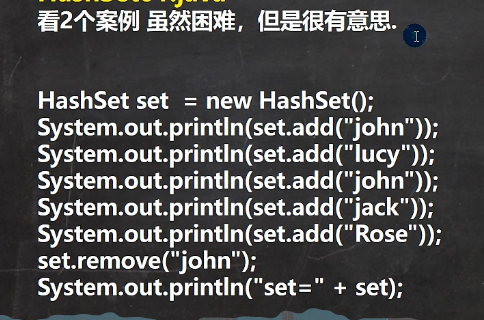 看2个案例 虽然困难，但是很有意思.
HashSet set = new HashSet();
System.out.println(set.add("john"));
System.out.println(set.add("lucy"));
System.out.println(set.add("john"));
System.out.println(set.add("jack"));
System.out.println(set.add("Rose"));
set.remove("john");
System.out.println("set=" + set);